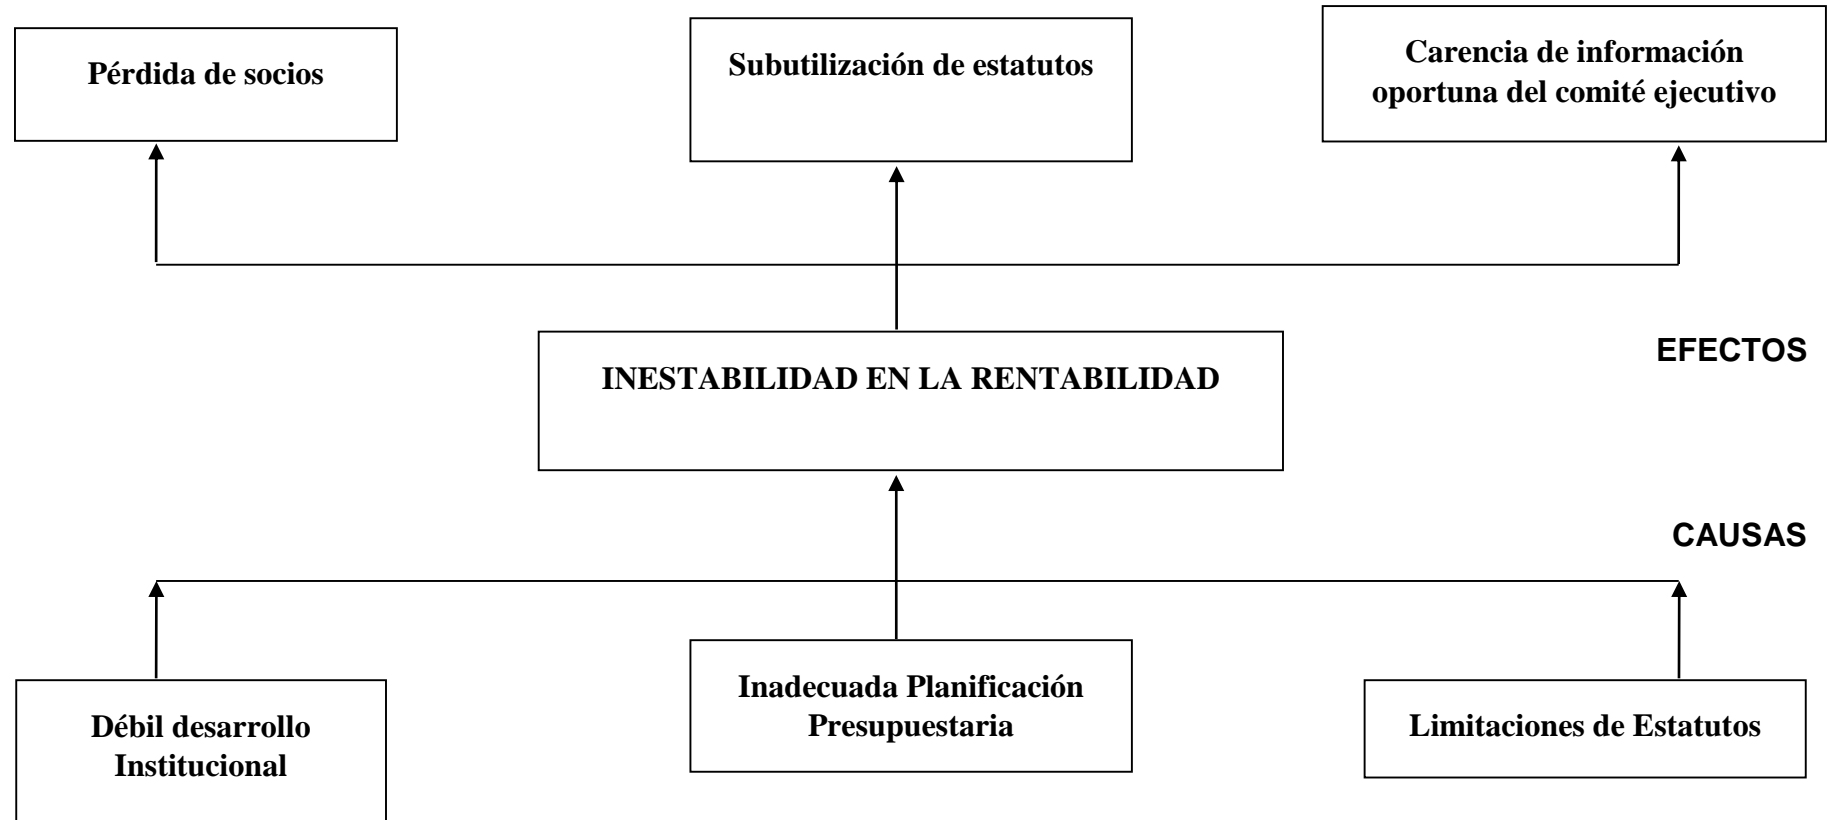 Pérdida de socios
Subutilización de estatutos
Carencia de información
oportuna del comité ejecutivo
EFECTOS
INESTABILIDAD EN LA RENTABILIDAD
CAUSAS
Débil desarrollo
Institucional
Inadecuada Planificación
Presupuestaria
Limitaciones de Estatutos